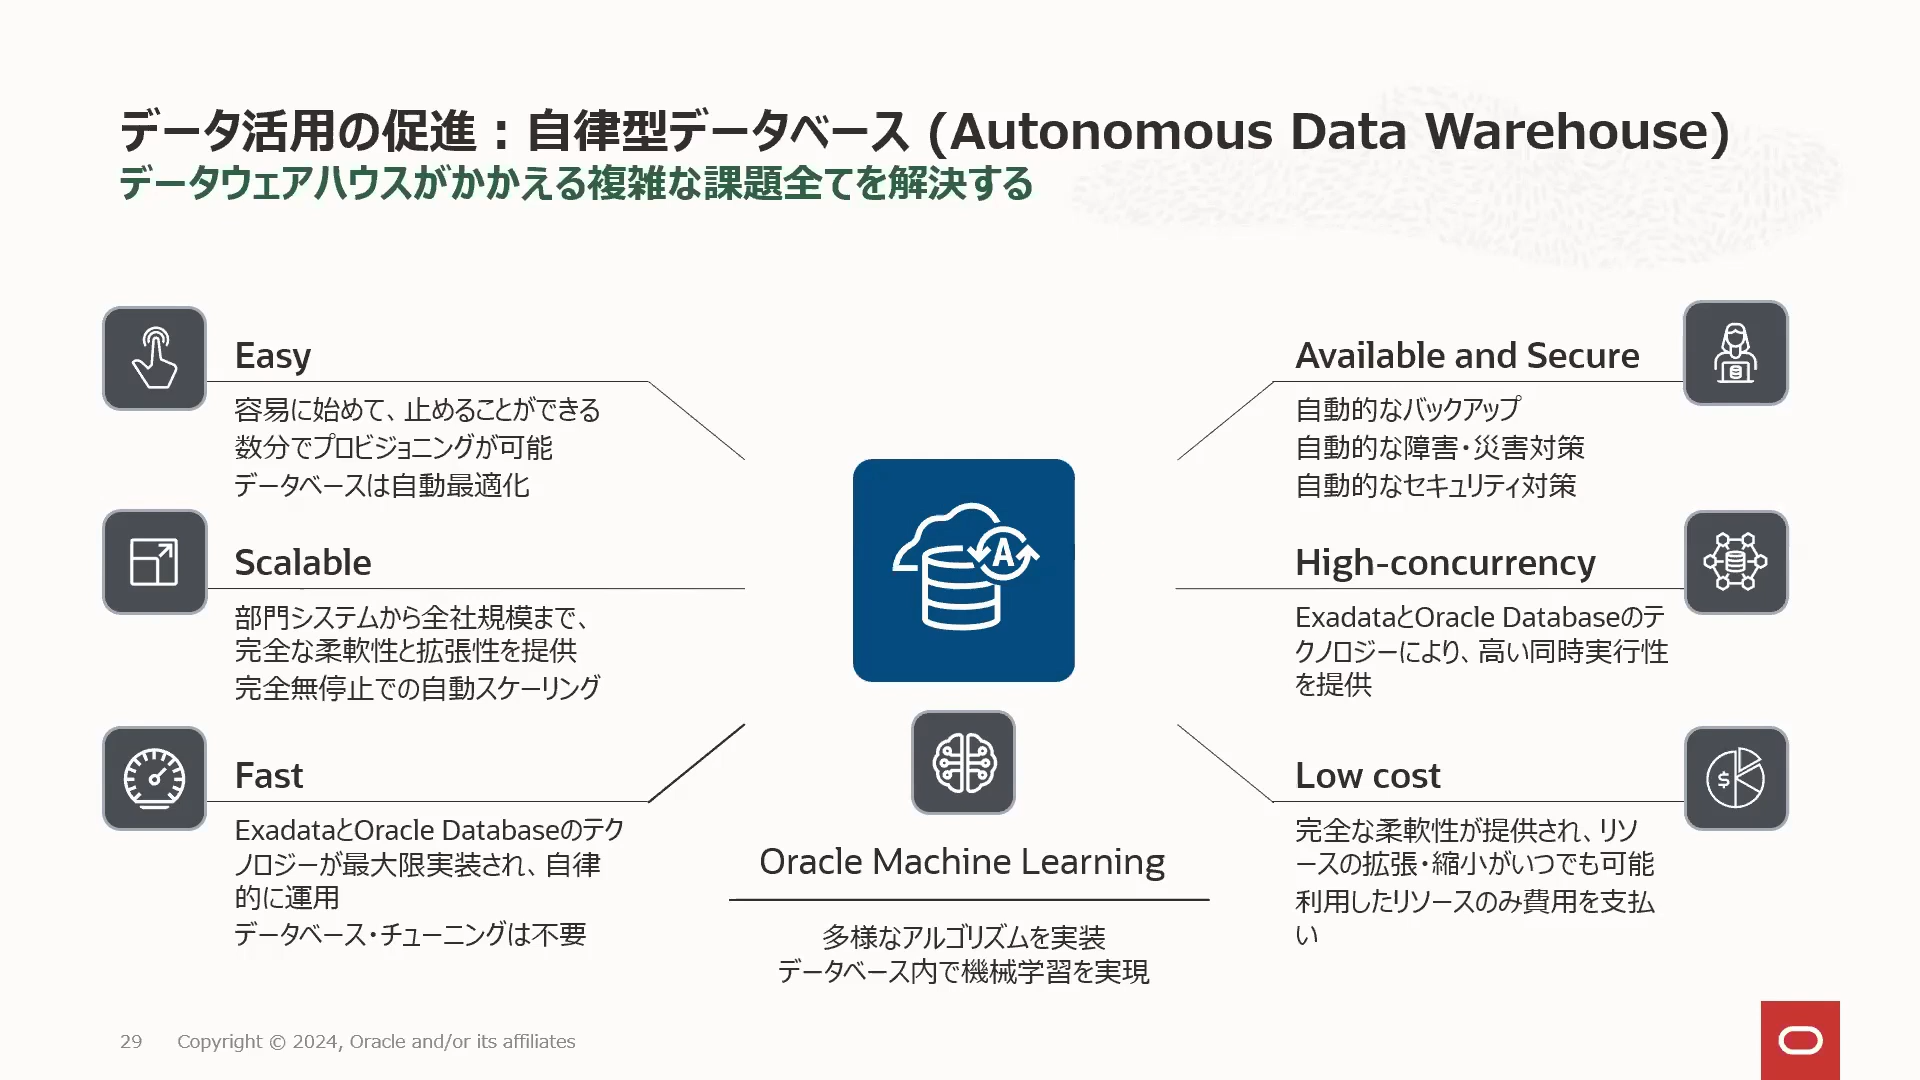 データ活用の促進：自律型データベース (Autonomous Data Warehouse)
データウェアハウスがかかえる複雑な課題全てを解決する
Easy
容易に始めて、止めることができる
数分でプロビジョニングが可能
データベースは自動最適化
Scalable
部門システムから全社規模まで、
完全な柔軟性と拡張性を提供
完全無停止での自動スケーリング
Fast
ExadataとOracle Databaseのテク
ノロジーが最大限実装され、自律
的に運用
データベース・チューニングは不要
A
Oracle Machine Learning
多様なアルゴリズムを実装
データベース内で機械学習を実現
Available and Secure
自動的なバックアップ
自動的な障害・災害対策
自動的なセキュリティ対策
High-concurrency
ExadataとOracle Databaseのテ
クノロジーにより、高い同時実行性
を提供
Low cost
$
完全な柔軟性が提供され、リソ
ースの拡張・縮小がいつでも可能
利用したリソースのみ費用を支払
い
29 Copyright © 2024, Oracle and/or its affiliates